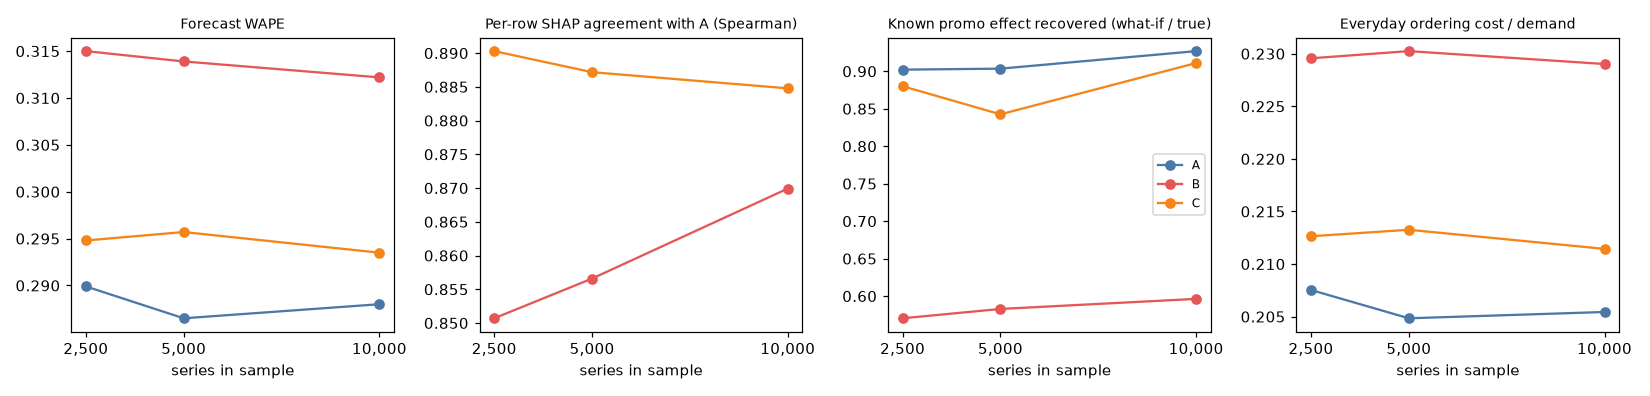 Forecast WAPE
0.315
0.310
0.305
0.300
0.295
0.290
2,500 5,000 10,000
series in sample
Per-row SHAP agreement with A (Spearman)
0.890
0.885
0.880
0.875
0.870
0.865
0.860
0.855
0.850
2,500 5,000 10,000
series in sample
Known promo effect recovered (what-if / true)
0.90
0.85
0.80
0.75
0.70
0.65
0.60
A
B
C
2,500 5,000 10,000
series in sample
Everyday ordering cost / demand
0.230
0.225
0.220
0.215
0.210
0.205
2,500 5,000 10,000
series in sample